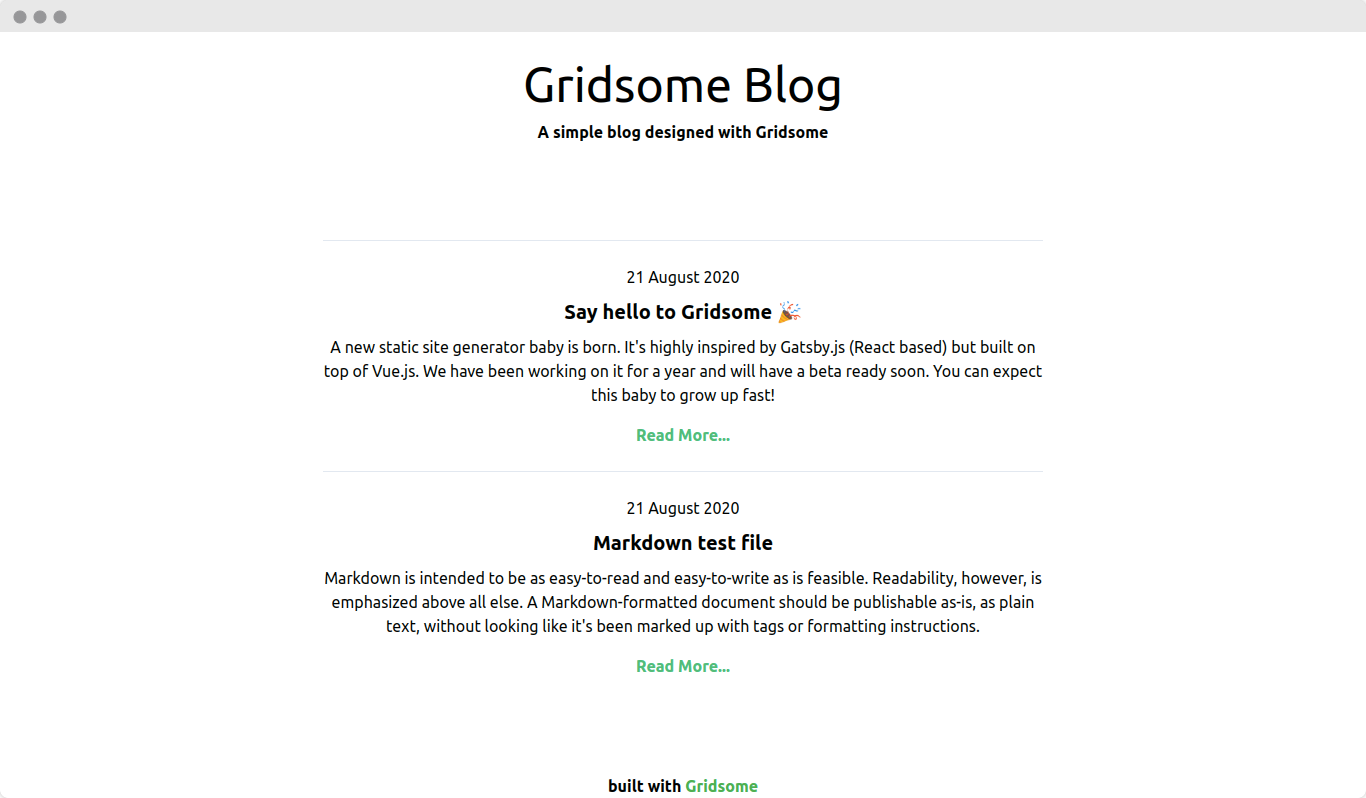 Gridsome Blog
A simple blog designed with Gridsome
21 August 2020
Say hello to Gridsome 🎉
A new static site generator baby is born. It's highly inspired by Gatsby.js (React based) but built on
top of Vue.js. We have been working on it for a year and will have a beta ready soon. You can expect
this baby to grow up fast!
Read More...
21 August 2020
Markdown test file
Markdown is intended to be as easy-to-read and easy-to-write as is feasible. Readability, however, is
emphasized above all else. A Markdown-formatted document should be publishable as-is, as plain
text, without looking like it's been marked up with tags or formatting instructions.
Read More...
built with Gridsome